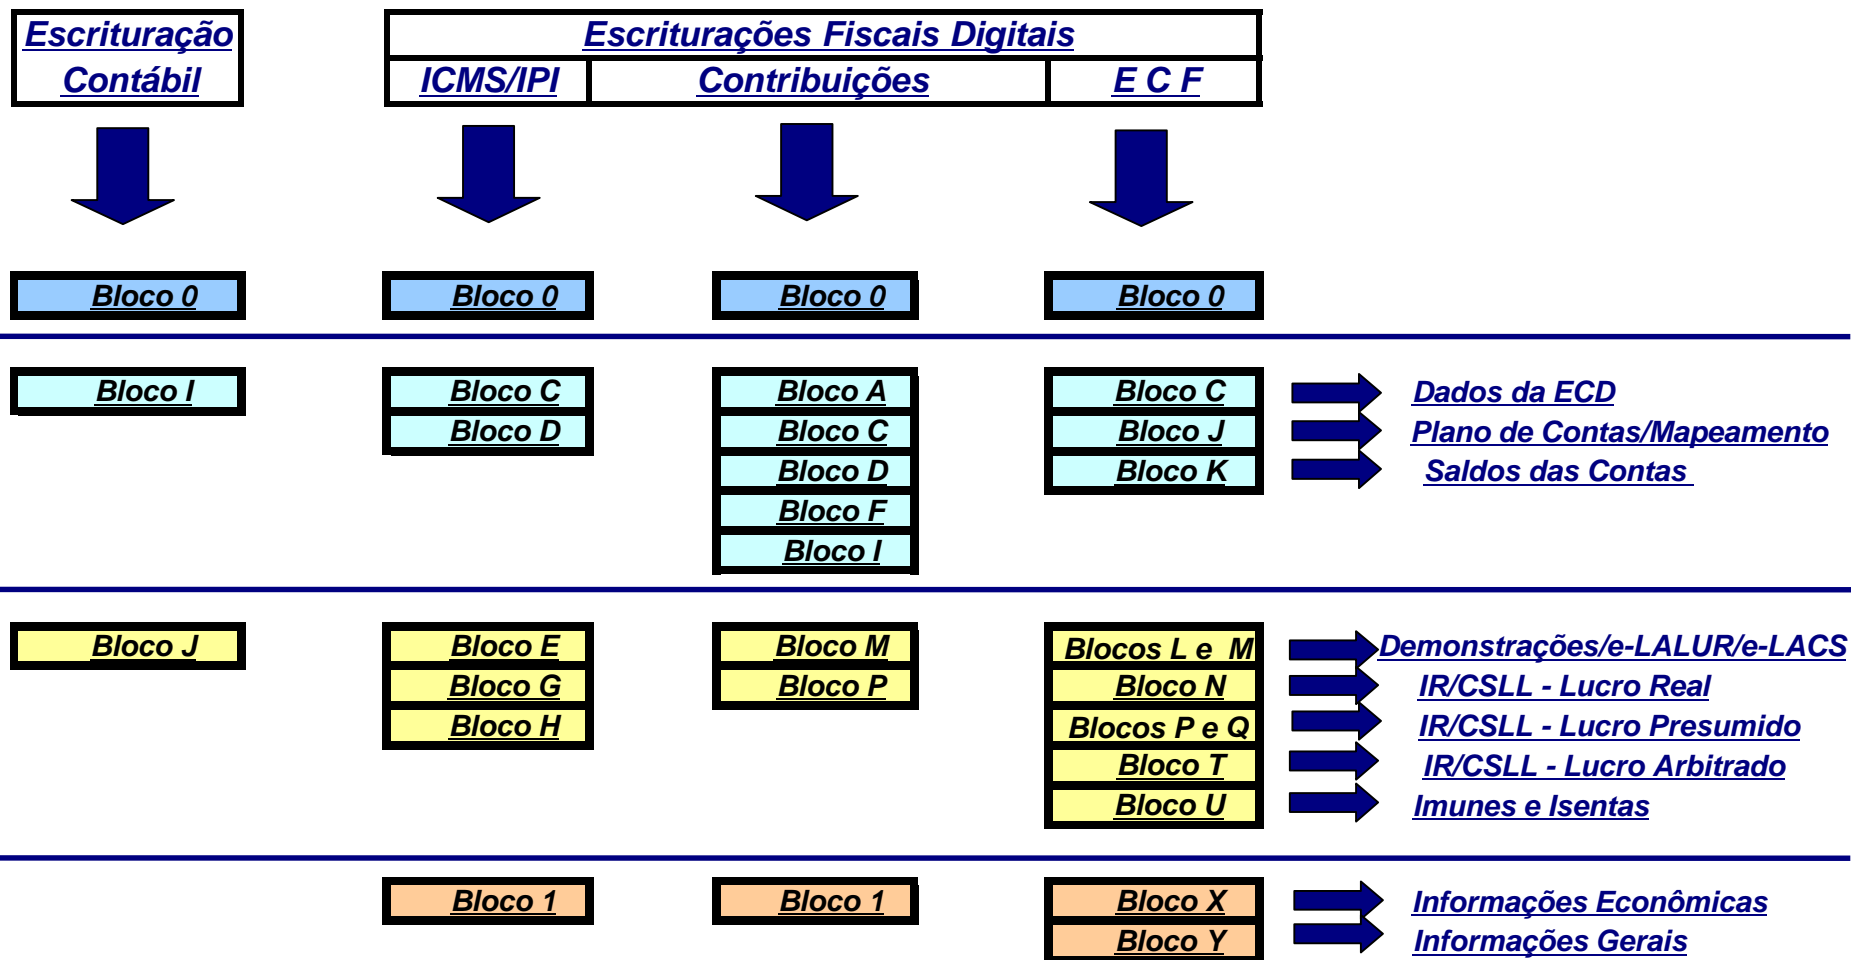 Escrituração
Contábil
Escriturações Fiscais Digitais
ICMS/IPI Contribuições E C F
Bloco 0 Bloco 0 Bloco 0 Bloco 0
Bloco I Bloco C Bloco A Bloco C Dados da ECD
Bloco D Bloco C Bloco J Plano de Contas/Mapeamento
Bloco D Bloco K Saldos das Contas
Bloco F
Bloco I
Bloco J Bloco E Bloco M Blocos L e M Demonstrações/e-LALUR/e-LACS
Bloco G Bloco P Bloco N IR/CSLL - Lucro Real
Bloco H Blocos P e Q IR/CSLL - Lucro Presumido
Bloco T IR/CSLL - Lucro Arbitrado
Bloco U Imunes e Isentas
Bloco 1 Bloco 1 Bloco X Informações Econômicas
Bloco Y Informações Gerais